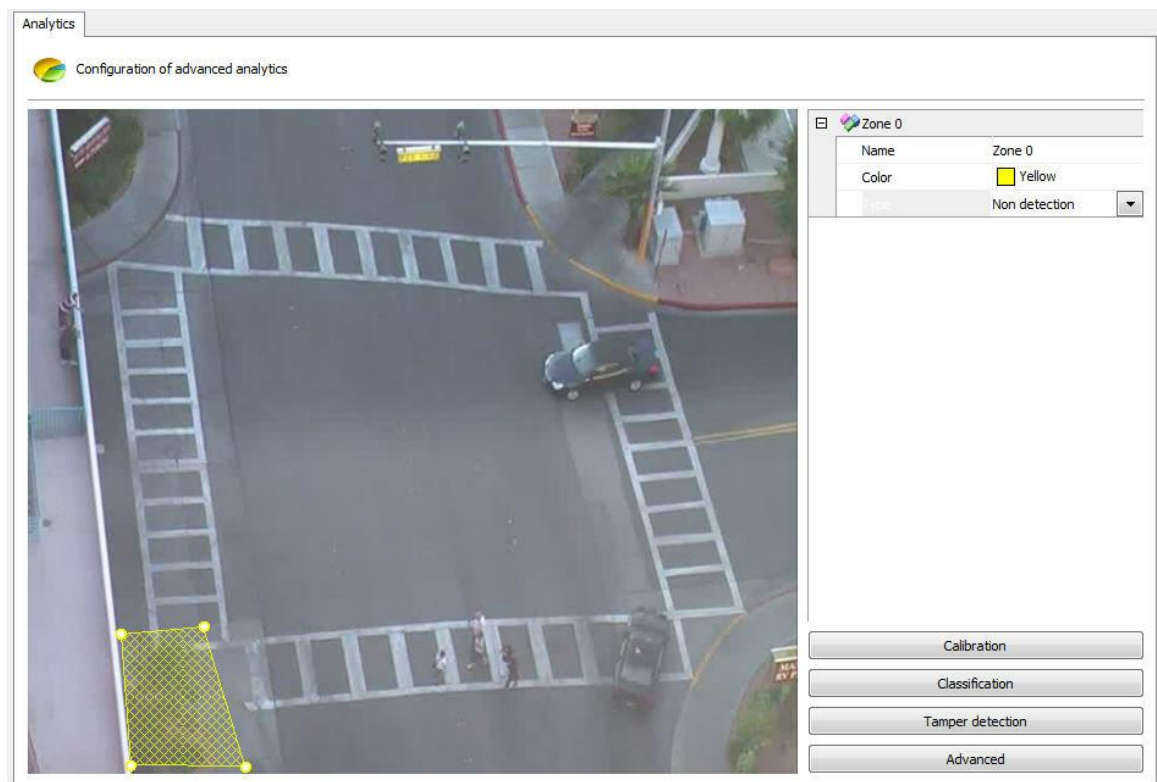 Analytics
Configuration of advanced analytics
Zone 0
Name Zone 0
Color Yellow
Type Non detection
Calibration
Classification
Tamper detection
Advanced